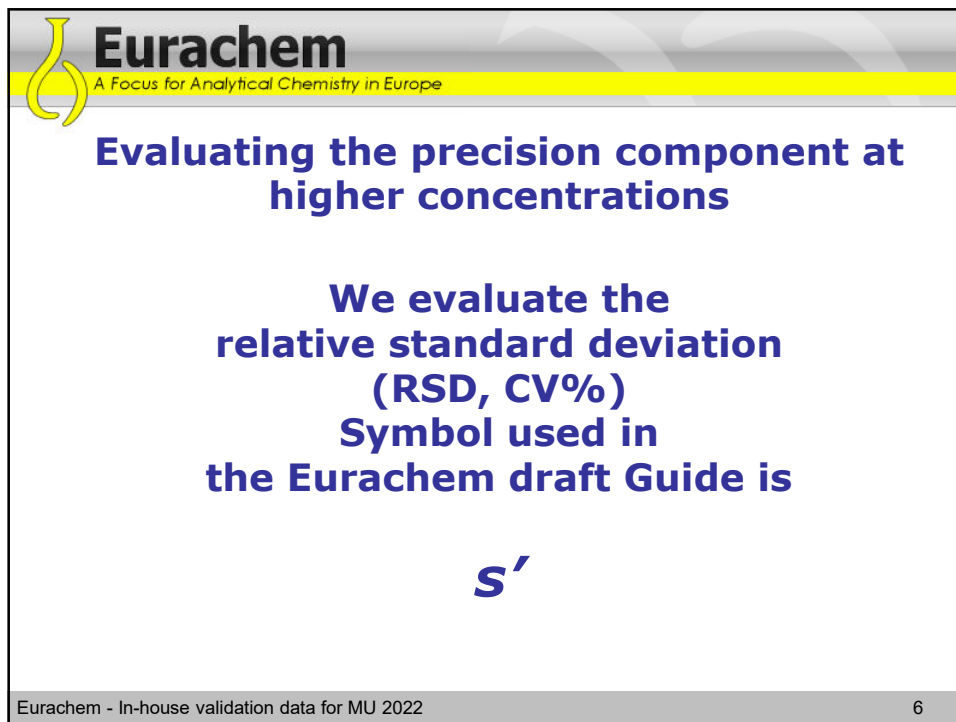 Eurachem
A Focus for Analytical Chemistry in Europe
Evaluating the precision component at
higher concentrations
We evaluate the
relative standard deviation
(RSD, CV%)
Symbol used in
the Eurachem draft Guide is
s′
Eurachem - In-house validation data for MU 2022 6